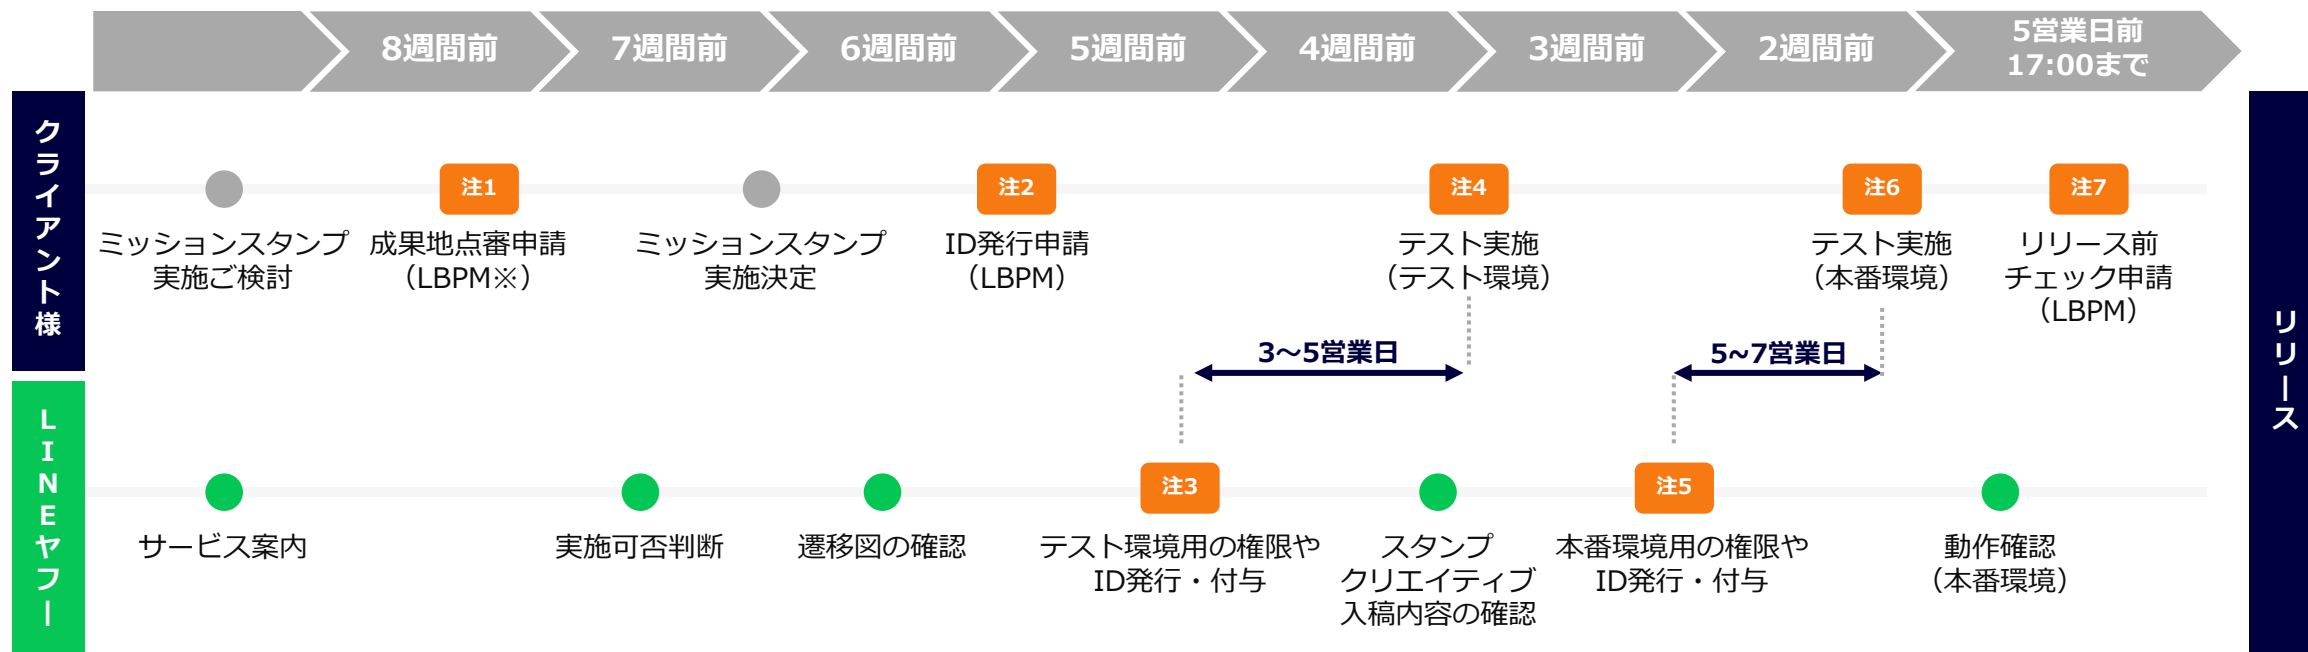 8週間前
7週間前
6週間前
5週間前
4週間前
3週間前
2週間前
5営業日前
17:00まで
クライアント様
注1
注2
注4
注6
注7
ミッションスタンプ
実施ご検討
成果地点審申請
（LBPM※）
ミッションスタンプ
実施決定
ID発行申請
（LBPM）
テスト実施
（テスト環境）
テスト実施
（本番環境）
リリース前
チェック申請
（LBPM）
3～5営業日
5~7営業日
リリース
LINEヤフー
注3
注5
サービス案内
実施可否判断
遷移図の確認
テスト環境用の権限や
ID発行・付与
スタンプ
クリエイティブ
入稿内容の確認
本番環境用の権限や
ID発行・付与
動作確認
（本番環境）